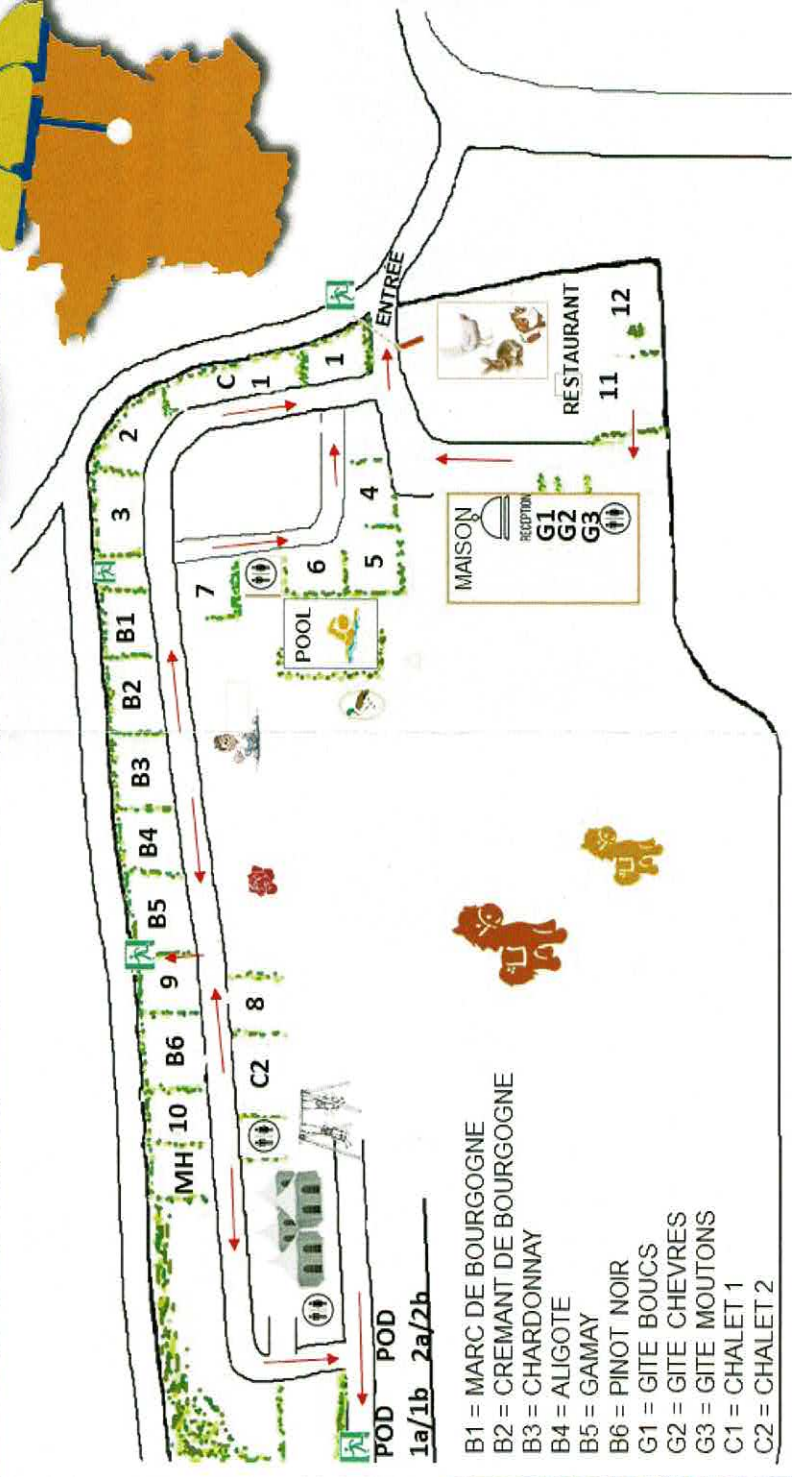 MH
10
B6
9
B5
B4
B3
B2
B1
3
2
C
1
1
ENTRÉE
C2
8
7
6
5
4
POOL
MAISON
RECEPTION
G1
G2
G3
RESTAURANT
11
12
POD POD
1a/1b 2a/2b
B1 = MARC DE BOURGOGNE
B2 = CREMANT DE BOURGOGNE
B3 = CHARDONNAY
B4 = ALIGOTE
B5 = GAMAY
B6 = PINOT NOIR
G1 = GITE BOUCS
G2 = GITE CHEVRES
G3 = GITE MOUTONS
C1 = CHALET 1
C2 = CHALET 2